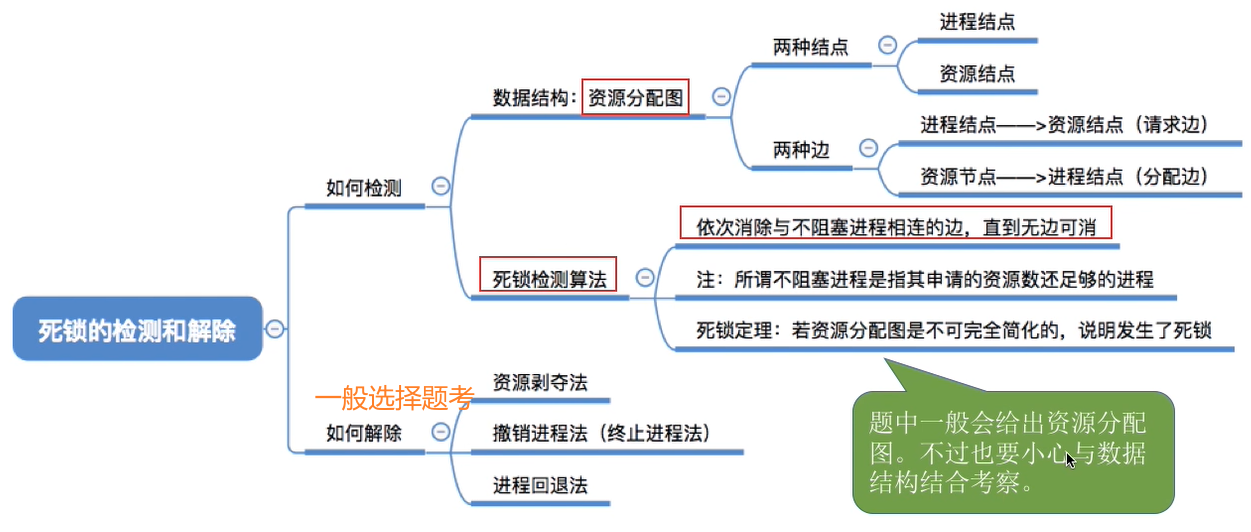 死锁的检测和解除
如何检测
数据结构：资源分配图
两种结点
进程结点
资源结点
两种边
进程结点——>资源结点（请求边）
资源节点——>进程结点（分配边）
死锁检测算法
依次消除与不阻塞进程相连的边，直到无边可消
注：所谓不阻塞进程是指其申请的资源数还足够的进程
死锁定理：若资源分配图是不可完全简化的，说明发生了死锁
题中一般会给出资源分配
图。不过也要小心与数据
结构结合考察。
一般选择题考
如何解除
资源剥夺法
撤销进程法（终止进程法）
进程回退法